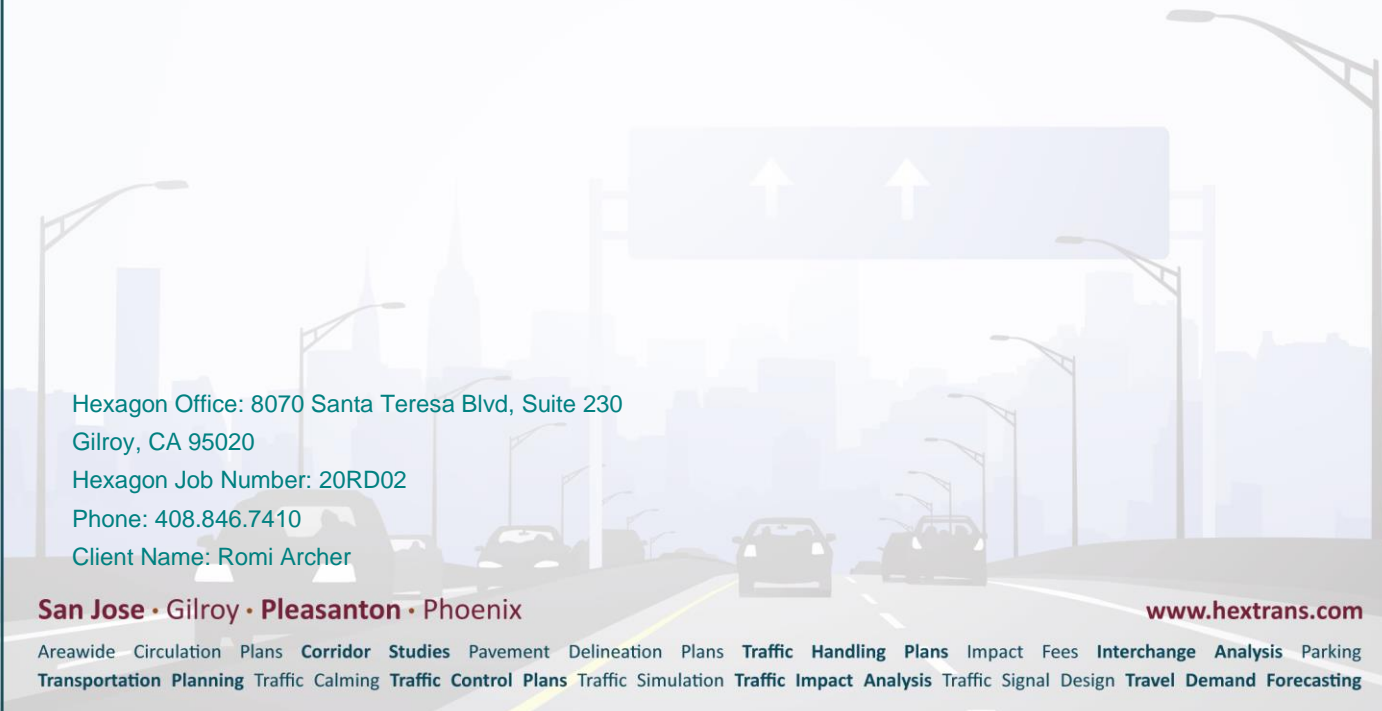 Hexagon Office: 8070 Santa Teresa Blvd, Suite 230
Gilroy, CA 95020
Hexagon Job Number: 20RD02
Phone: 408.846.7410
Client Name: Romi Archer
San Jose · Gilroy · Pleasanton · Phoenix
www.hextrans.com
Areawide Circulation Plans Corridor Studies Pavement Delineation Plans Traffic Handling Plans Impact Fees Interchange Analysis Parking
Transportation Planning Traffic Calming Traffic Control Plans Traffic Simulation Traffic Impact Analysis Traffic Signal Design Travel Demand Forecasting